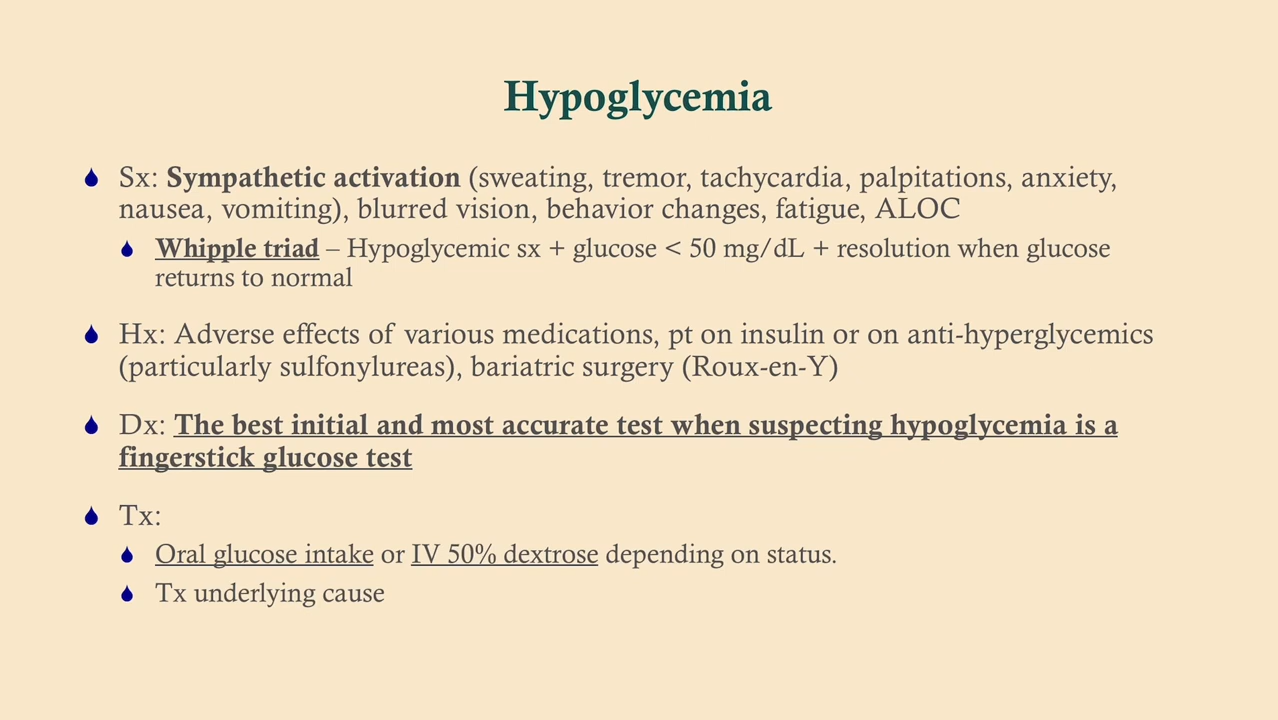 Hypoglycemia
Sx: Sympathetic activation (sweating, tremor, tachycardia, palpitations, anxiety,
nausea, vomiting), blurred vision, behavior changes, fatigue, ALOC
Whipple triad – Hypoglycemic sx + glucose < 50 mg/dL + resolution when glucose
returns to normal
Hx: Adverse effects of various medications, pt on insulin or on anti-hyperglycemics
(particularly sulfonylureas), bariatric surgery (Roux-en-Y)
Dx: The best initial and most accurate test when suspecting hypoglycemia is a
fingerstick glucose test
Tx:
Oral glucose intake or IV 50% dextrose depending on status.
Tx underlying cause